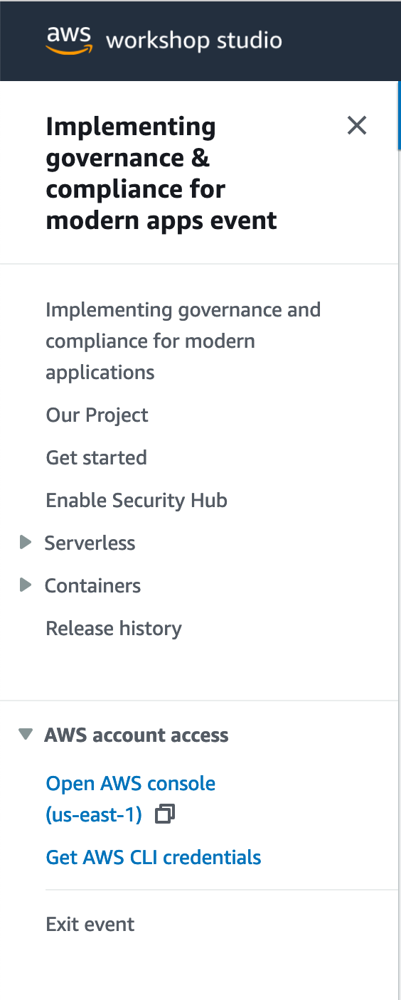 aws workshop studio
Implementing
governance &
compliance for
modern apps event
Implementing governance and
compliance for modern
applications
Our Project
Get started
Enable Security Hub
Serverless
Containers
Release history
AWS account access
Open AWS console
(us-east-1)
Get AWS CLI credentials
Exit event